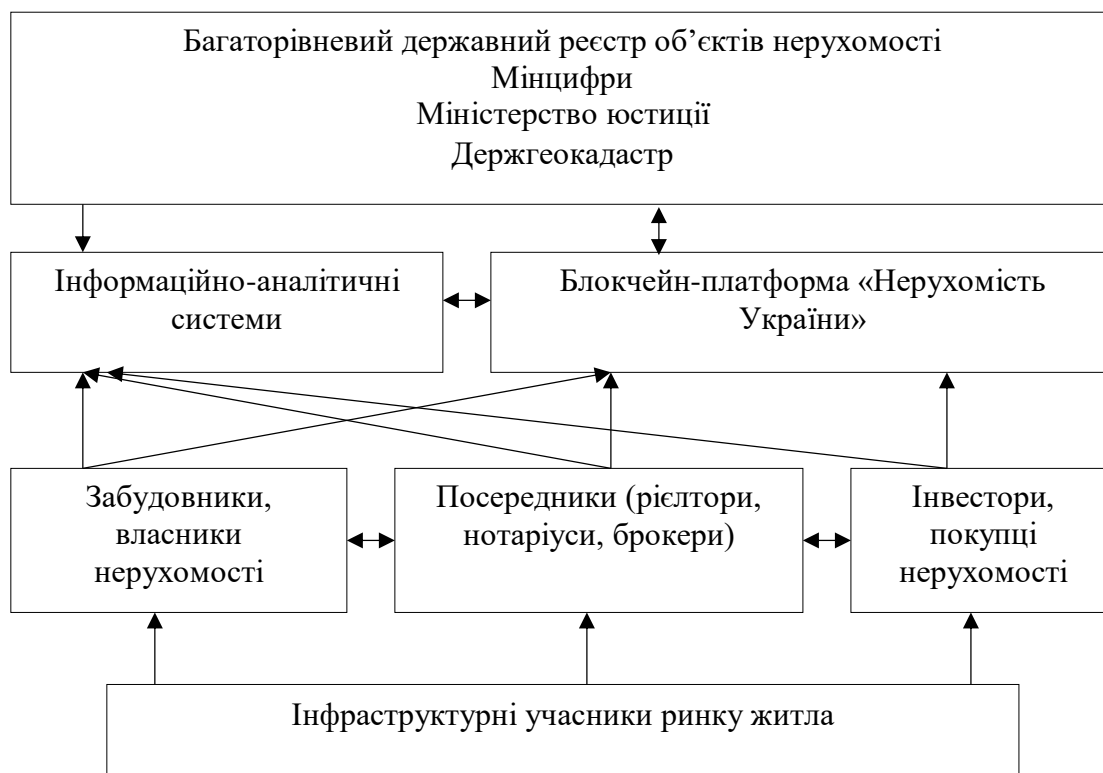 Багаторівневий державний реєстр об’єктів нерухомості
Мінцифри
Міністерство юстиції
Держгеокадастр
Інформаційно-аналітичні
системи
Блокчейн-платформа «Нерухомість
України»
Забудовники,
власники
нерухомості
Посередники (рієлтори,
нотаріуси, брокери)
Інвестори,
покупці
нерухомості
Інфраструктурні учасники ринку житла